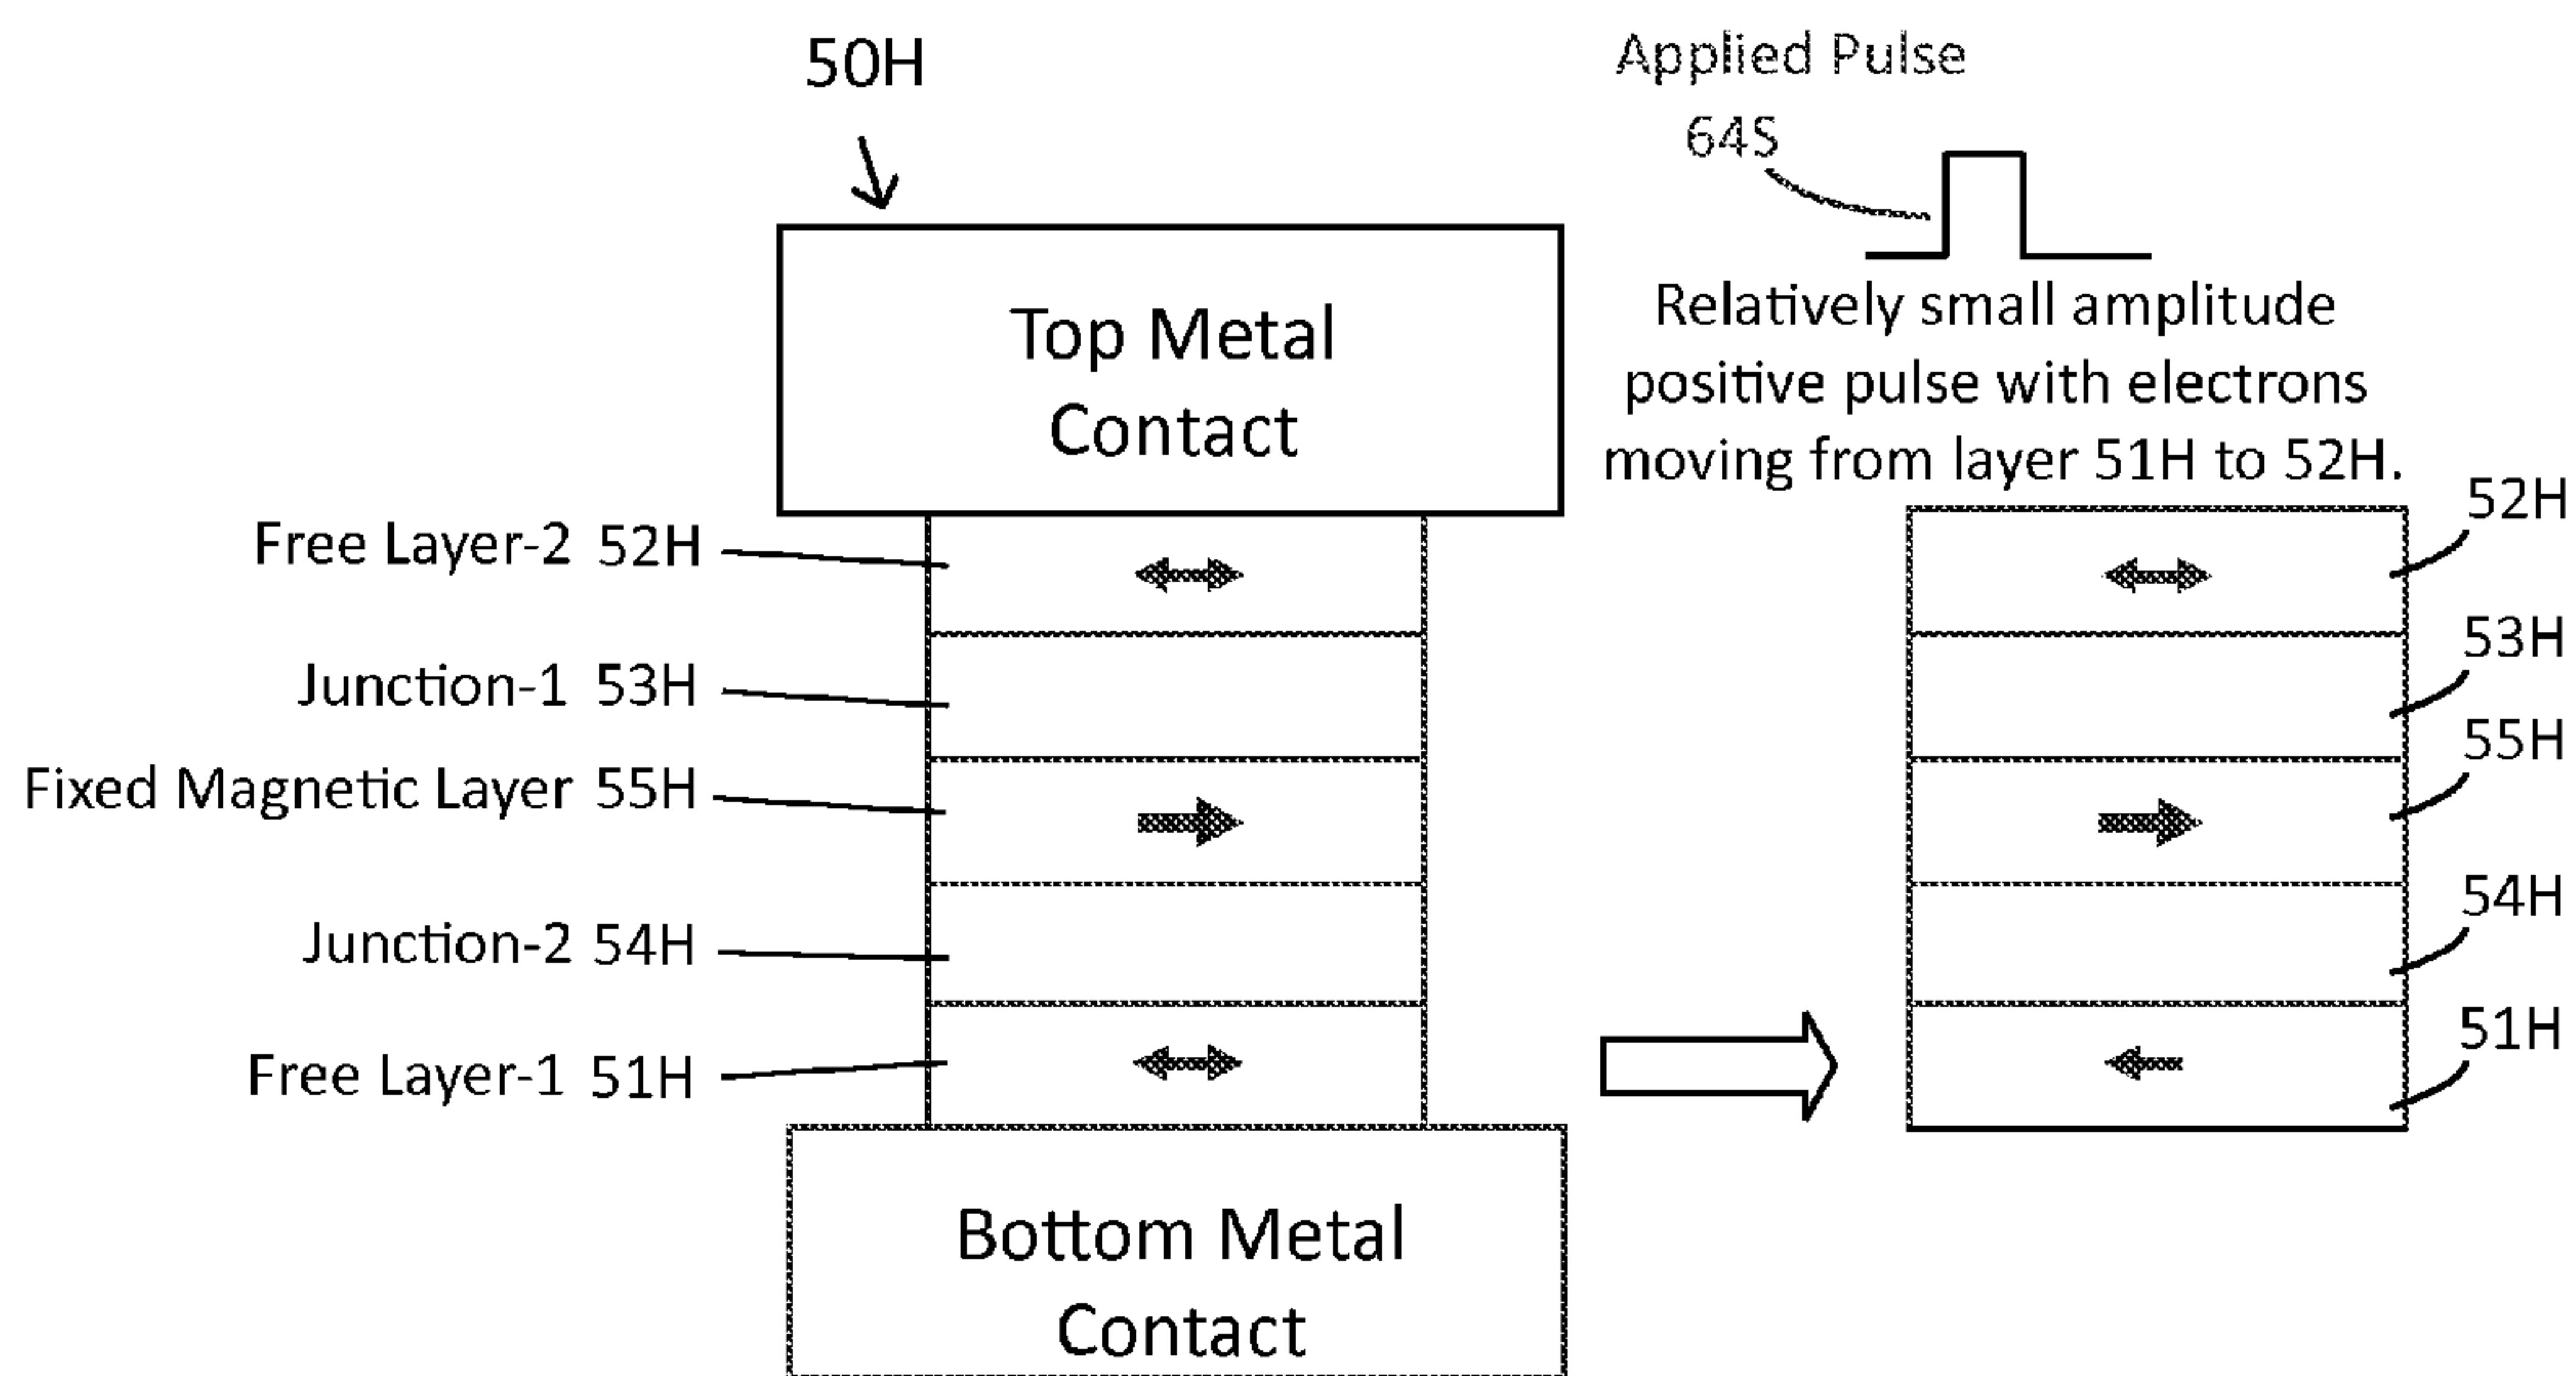 50H
Applied Pulse
64S
Relatively small amplitude
positive pulse with electrons
moving from layer 51H to 52H.
Top Metal
Contact
Free Layer-2 52H
Junction-1 53H
Fixed Magnetic Layer 55H
Junction-2 54H
Free Layer-1 51H
Bottom Metal
Contact
52H
53H
55H
54H
51H